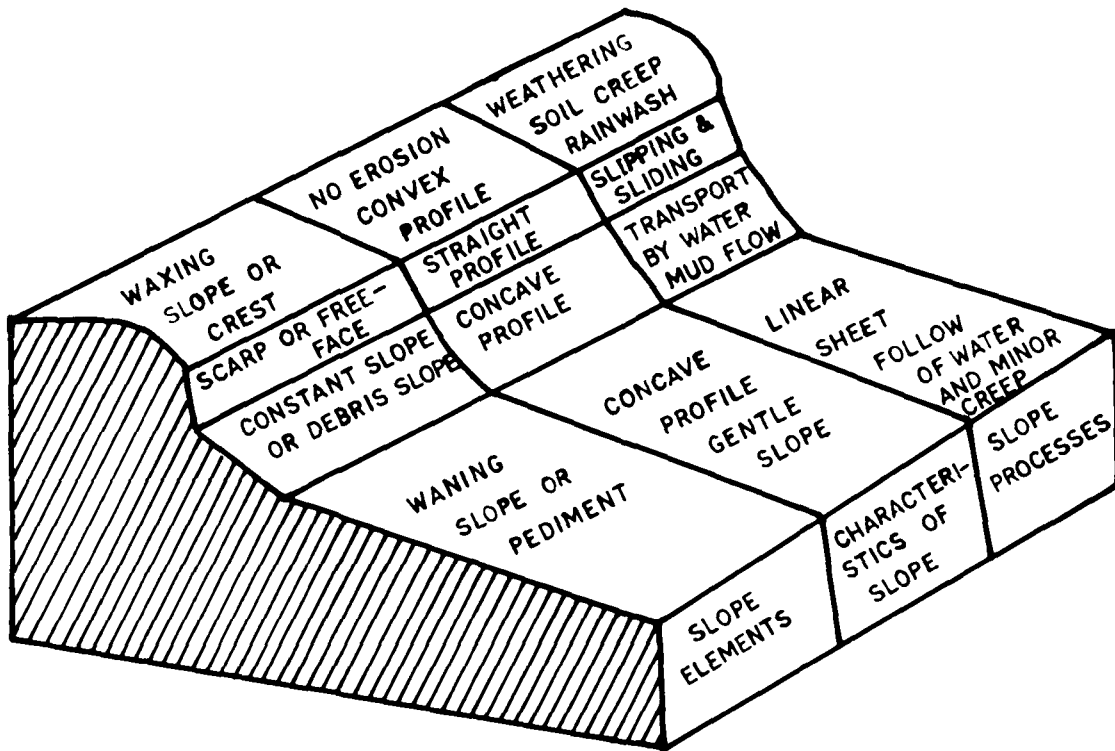 WAXING
SLOPE OR
CREST
NO EROSION
CONVEX
PROFILE
WEATHERING
SOIL CREEP
RAINWASH
SCARP OR FREE-
FACE
STRAIGHT
PROFILE
SLIPPING &
SLIDING
CONSTANT SLOPE
OR DEBRIS SLOPE
CONCAVE
PROFILE
TRANSPORT
BY WATER
MUD FLOW
WANING
SLOPE OR
PEDIMENT
CONCAVE
PROFILE
GENTLE
SLOPE
LINEAR
SHEET
FOLLOW
OF WATER
AND MINOR
CREEP
SLOPE
ELEMENTS
CHARACTERI-
STICS OF
SLOPE
SLOPE
PROCESSES